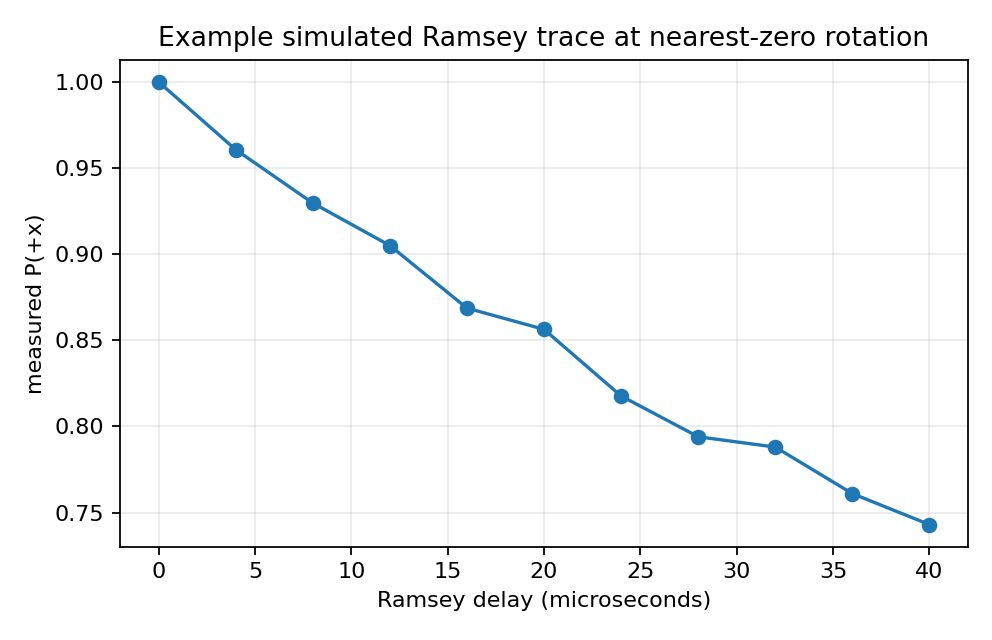 Example simulated Ramsey trace at nearest-zero rotation
1.00
0.95
0.90
0.85
0.80
0.75
measured P(+x)
0 5 10 15 20 25 30 35 40
Ramsey delay (microseconds)